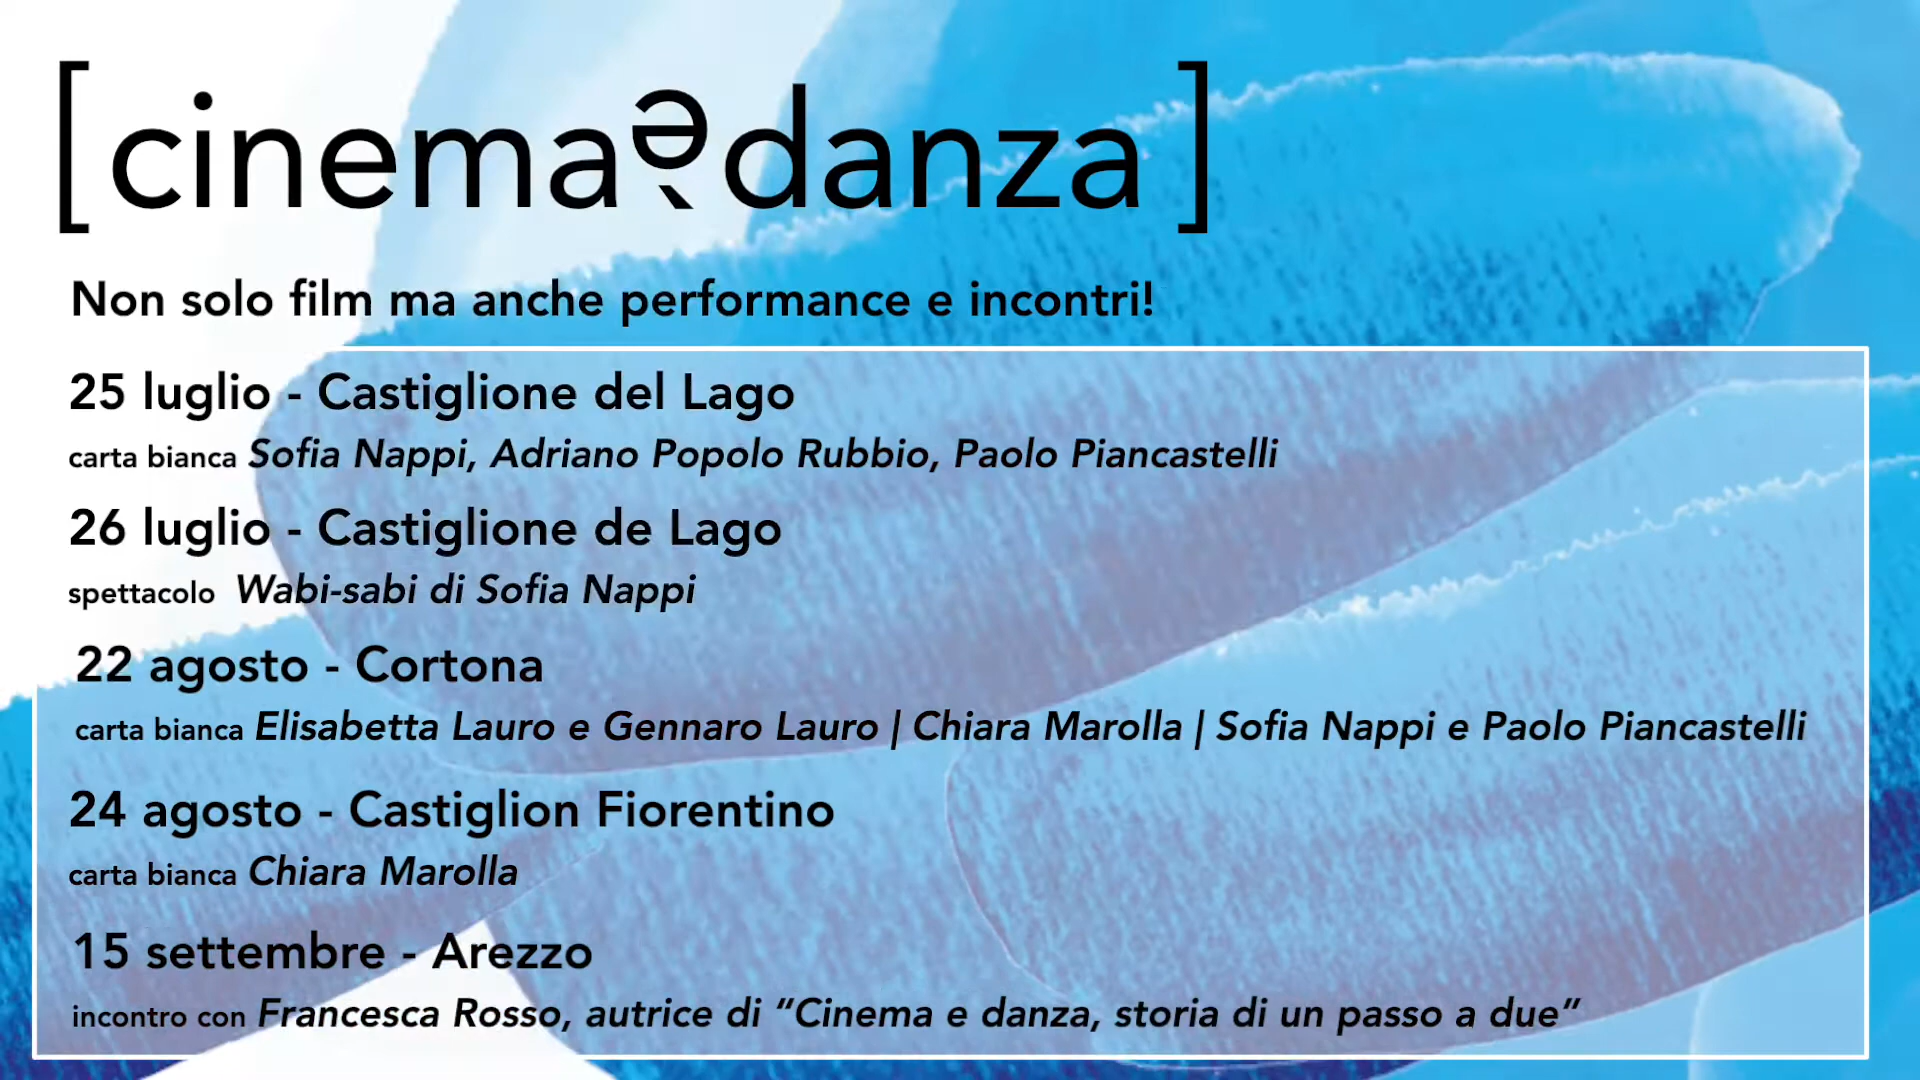 [cinemaədanza]
Non solo film ma anche performance e incontri!
25 luglio - Castiglione del Lago
carta bianca Sofia Nappi, Adriano Popolo Rubbio, Paolo Piancastelli
26 luglio - Castiglione de Lago
spettacolo Wabi-sabi di Sofia Nappi
22 agosto - Cortona
carta bianca Elisabetta Lauro e Gennaro Lauro | Chiara Marolla | Sofia Nappi e Paolo Piancastelli
24 agosto - Castiglion Fiorentino
carta bianca Chiara Marolla
15 settembre - Arezzo
incontro con Francesca Rosso, autrice di “Cinema e danza, storia di un passo a due”